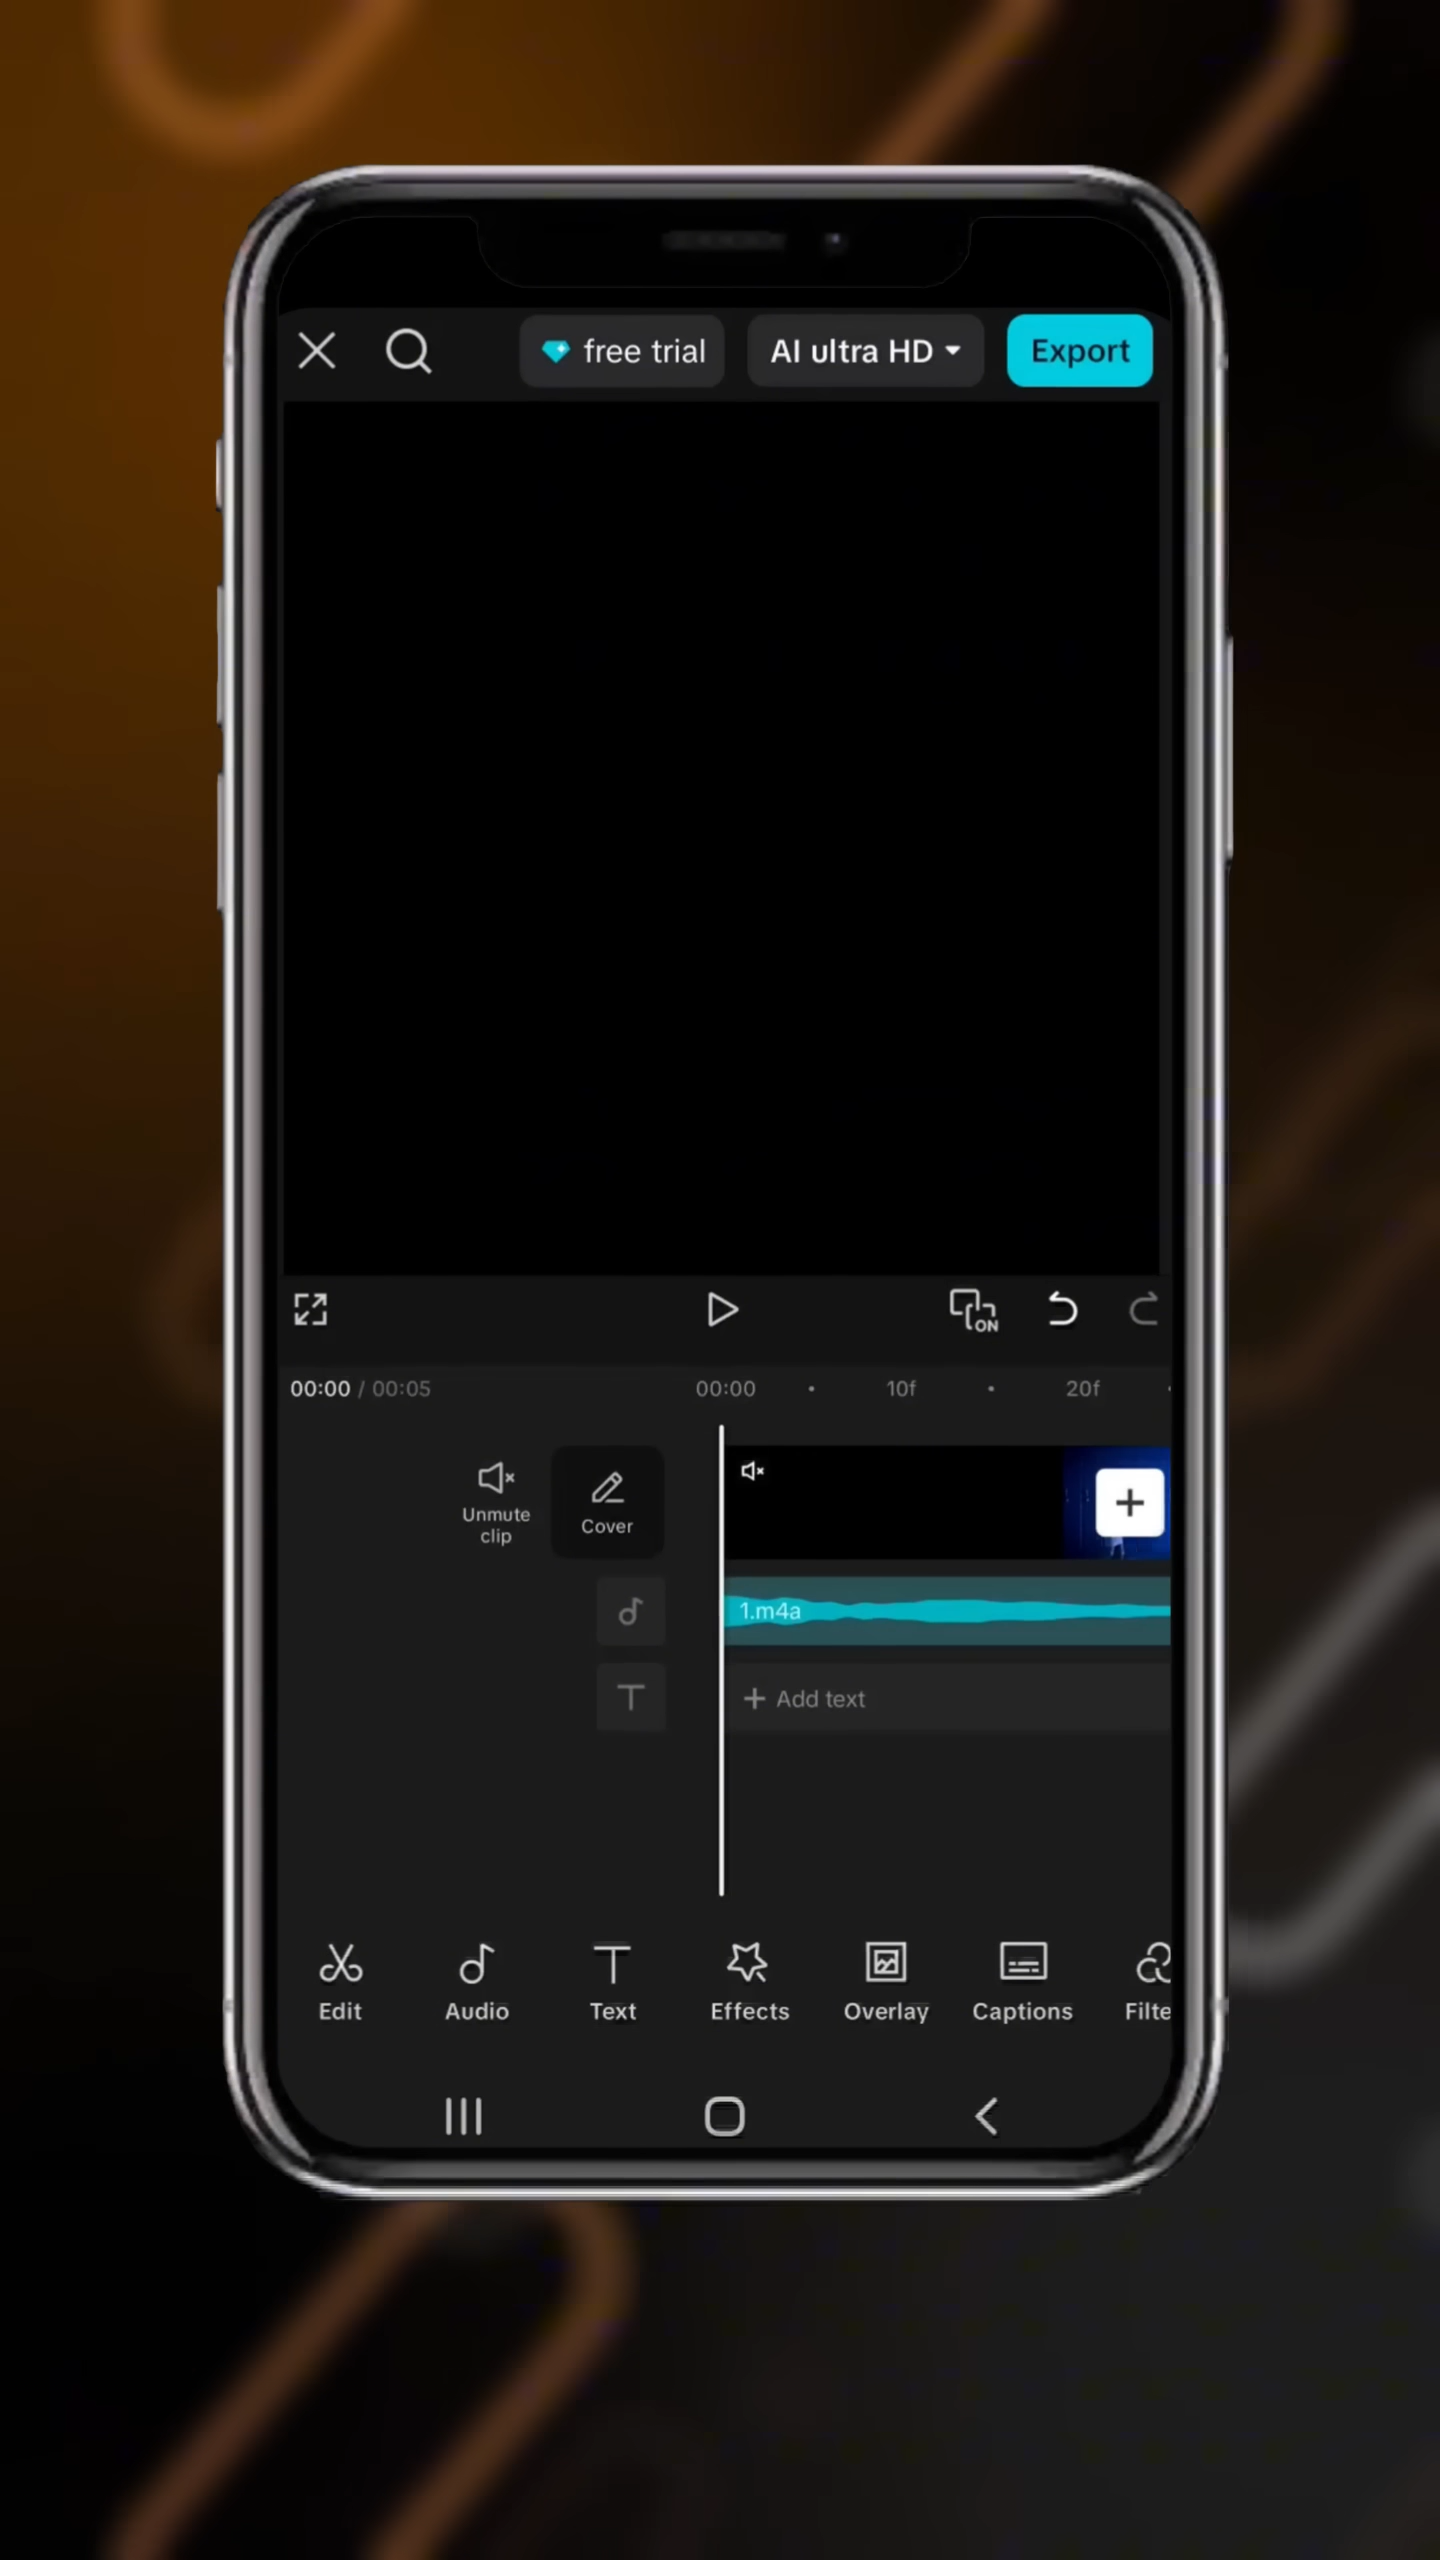 free trial
AI ultra HD
Export
ON
00:00 / 00:05
00:00
10f
20f
Unmute
clip
Cover
1.m4a
+ Add text
Edit
Audio
Text
Effects
Overlay
Captions
Filte